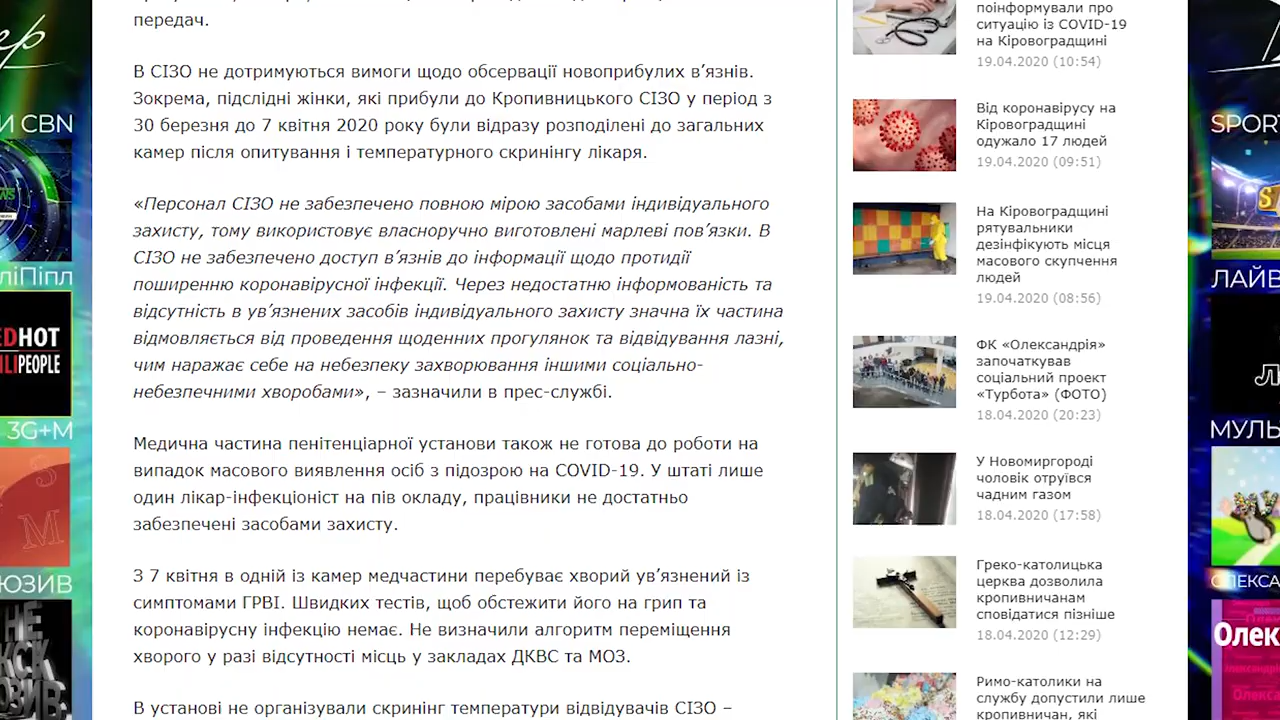 передач.
В СІЗО не дотримуються вимоги щодо обсервації новоприбулих в’язнів.
Зокрема, підслідні жінки, які прибули до Кропивницького СІЗО у період з
30 березня до 7 квітня 2020 року були відразу розподілені до загальних
камер після опитування і температурного скринінгу лікаря.
«Персонал СІЗО не забезпечено повною мірою засобами індивідуального
захисту, тому використовує власноручно виготовлені марлеві пов’язки. В
СІЗО не забезпечено доступ в’язнів до інформації щодо протидії
поширенню коронавірусної інфекції. Через недостатню інформованість та
відсутність в ув’язнених засобів індивідуального захисту значна їх частина
відмовляється від проведення щоденних прогулянок та відвідування лазні,
чим наражає себе на небезпеку захворювання іншими соціально-
небезпечними хворобами», – зазначили в прес-службі.
Медична частина пенітенціарної установи також не готова до роботи на
випадок масового виявлення осіб з підозрою на COVID-19. У штаті лише
один лікар-інфекціоніст на пів окладу, працівники не достатньо
забезпечені засобами захисту.
З 7 квітня в одній із камер медчастини перебуває хворий ув’язнений із
симптомами ГРВІ. Швидких тестів, щоб обстежити його на грип та
коронавірусну інфекцію немає. Не визначили алгоритм переміщення
хворого у разі відсутності місць у закладах ДКВС та МОЗ.
В установі не організували скринінг температури відвідувачів СІЗО –
поінформували про
ситуацію із COVID-19
на Кіровоградщині
19.04.2020 (10:54)
Від коронавірусу на
Кіровоградщині
одужало 17 людей
19.04.2020 (09:51)
На Кіровоградщині
рятувальники
дезінфікують місця
масового скупчення
людей
19.04.2020 (08:56)
ФК «Олександрія»
започаткував
соціальний проект
«Турбота» (ФОТО)
18.04.2020 (20:23)
У Новомиргороді
чоловік отруївся
чадним газом
18.04.2020 (17:58)
Греко-католицька
церква дозволила
кропивничанам
сповідатися пізніше
18.04.2020 (12:29)
Римо-католики на
службу допустили лише
кропивничан, які
И CBN
ліПіпл
EDHOT
ILIPEOPLE
3G+M
З
М
ЮЗИВ
НЕ
КСК
ЮЗИВ
SPORT
ЛАЙВ
МУЛЬ
ОЛЕКСА
Олек